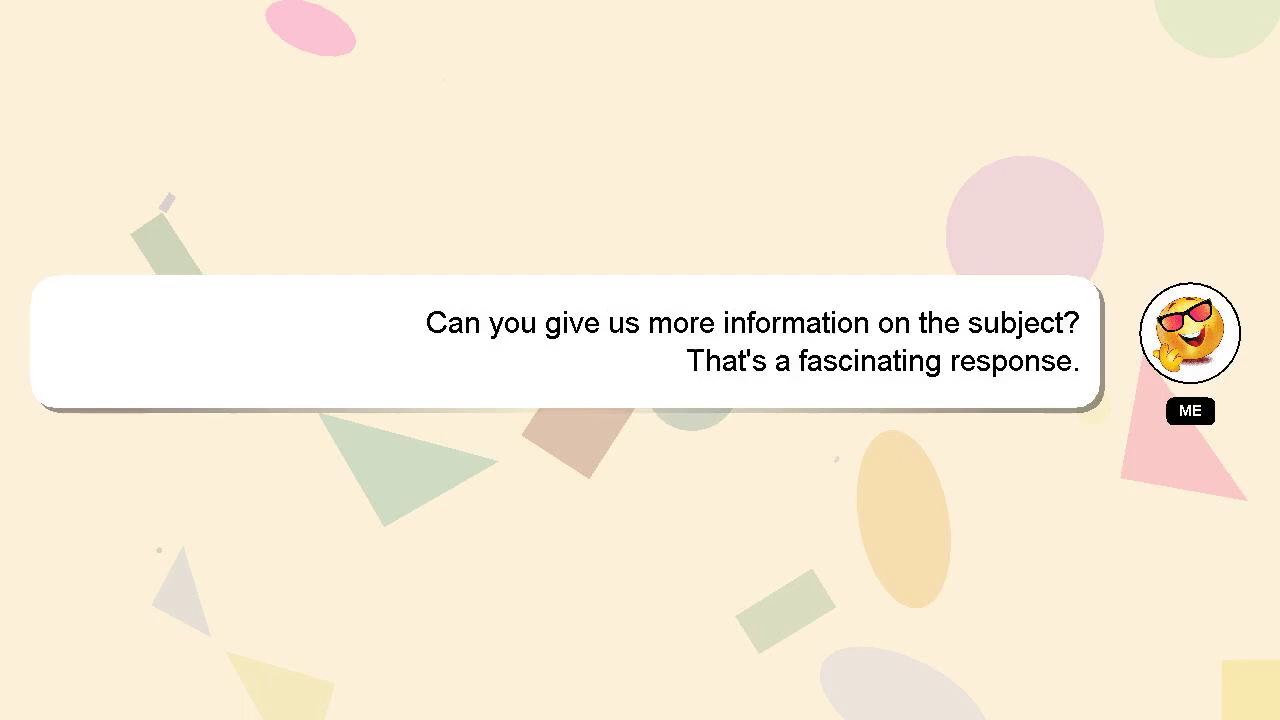 Can you give us more information on the subject?
That's a fascinating response.
ME